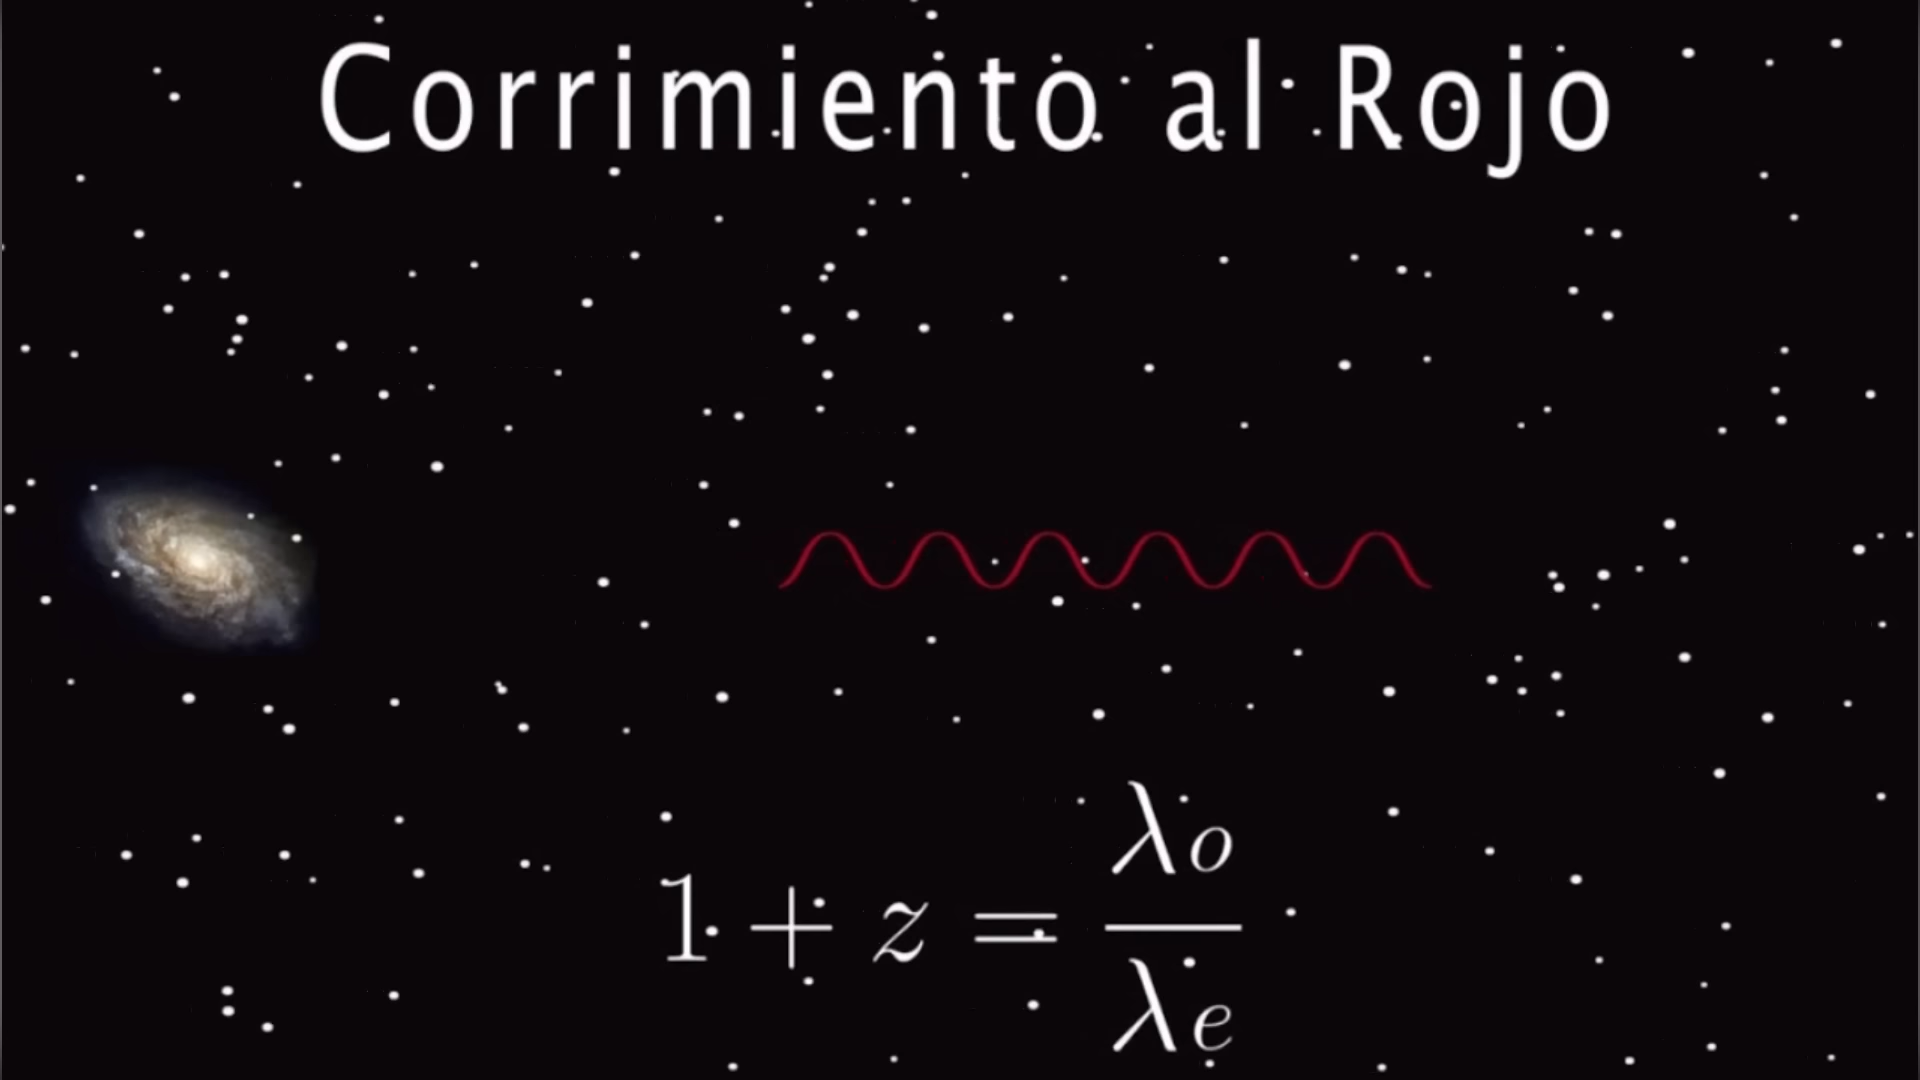 Corrimiento al Rojo
1 + z = λo / λe